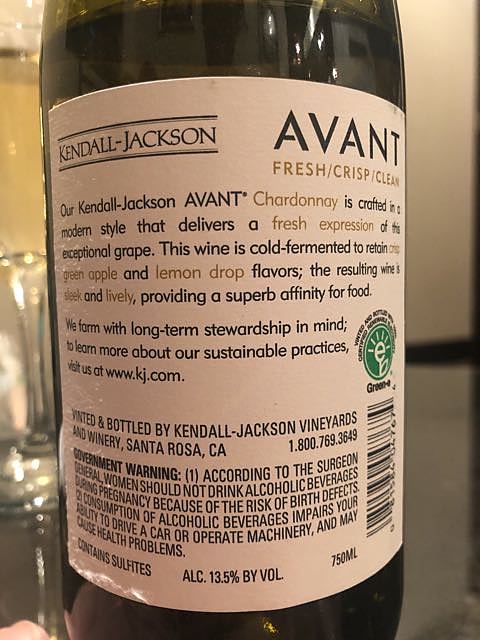 KENDALL-JACKSON
AVANT
FRESH/CRISP/CLEAN
Our Kendall-Jackson AVANT® Chardonnay is crafted in a
modern style that delivers a fresh expression of this
exceptional grape. This wine is cold-fermented to retain crisp
green apple and lemon drop flavors; the resulting wine is
sleek and lively, providing a superb affinity for food.
We farm with long-term stewardship in mind;
to learn more about our sustainable practices,
visit us at www.kj.com.
Green-e
VINTED & BOTTLED BY KENDALL-JACKSON VINEYARDS
AND WINERY, SANTA ROSA, CA 1.800.769.3649
GOVERNMENT WARNING: (1) ACCORDING TO THE SURGEON
GENERAL, WOMEN SHOULD NOT DRINK ALCOHOLIC BEVERAGES
DURING PREGNANCY BECAUSE OF THE RISK OF BIRTH DEFECTS.
(2) CONSUMPTION OF ALCOHOLIC BEVERAGES IMPAIRS YOUR
ABILITY TO DRIVE A CAR OR OPERATE MACHINERY, AND MAY
CAUSE HEALTH PROBLEMS.
CONTAINS SULFITES
ALC. 13.5% BY VOL.
750ML